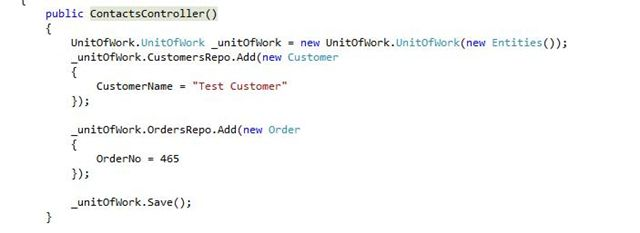 {
public ContactsController()
{
UnitOfWork.UnitOfWork _unitOfWork = new UnitOfWork.UnitOfWork(new Entities());
_unitOfWork.CustomersRepo.Add(new Customer
{
CustomerName = "Test Customer"
});
_unitOfWork.OrdersRepo.Add(new Order
{
OrderNo = 465
});
_unitOfWork.Save();
}